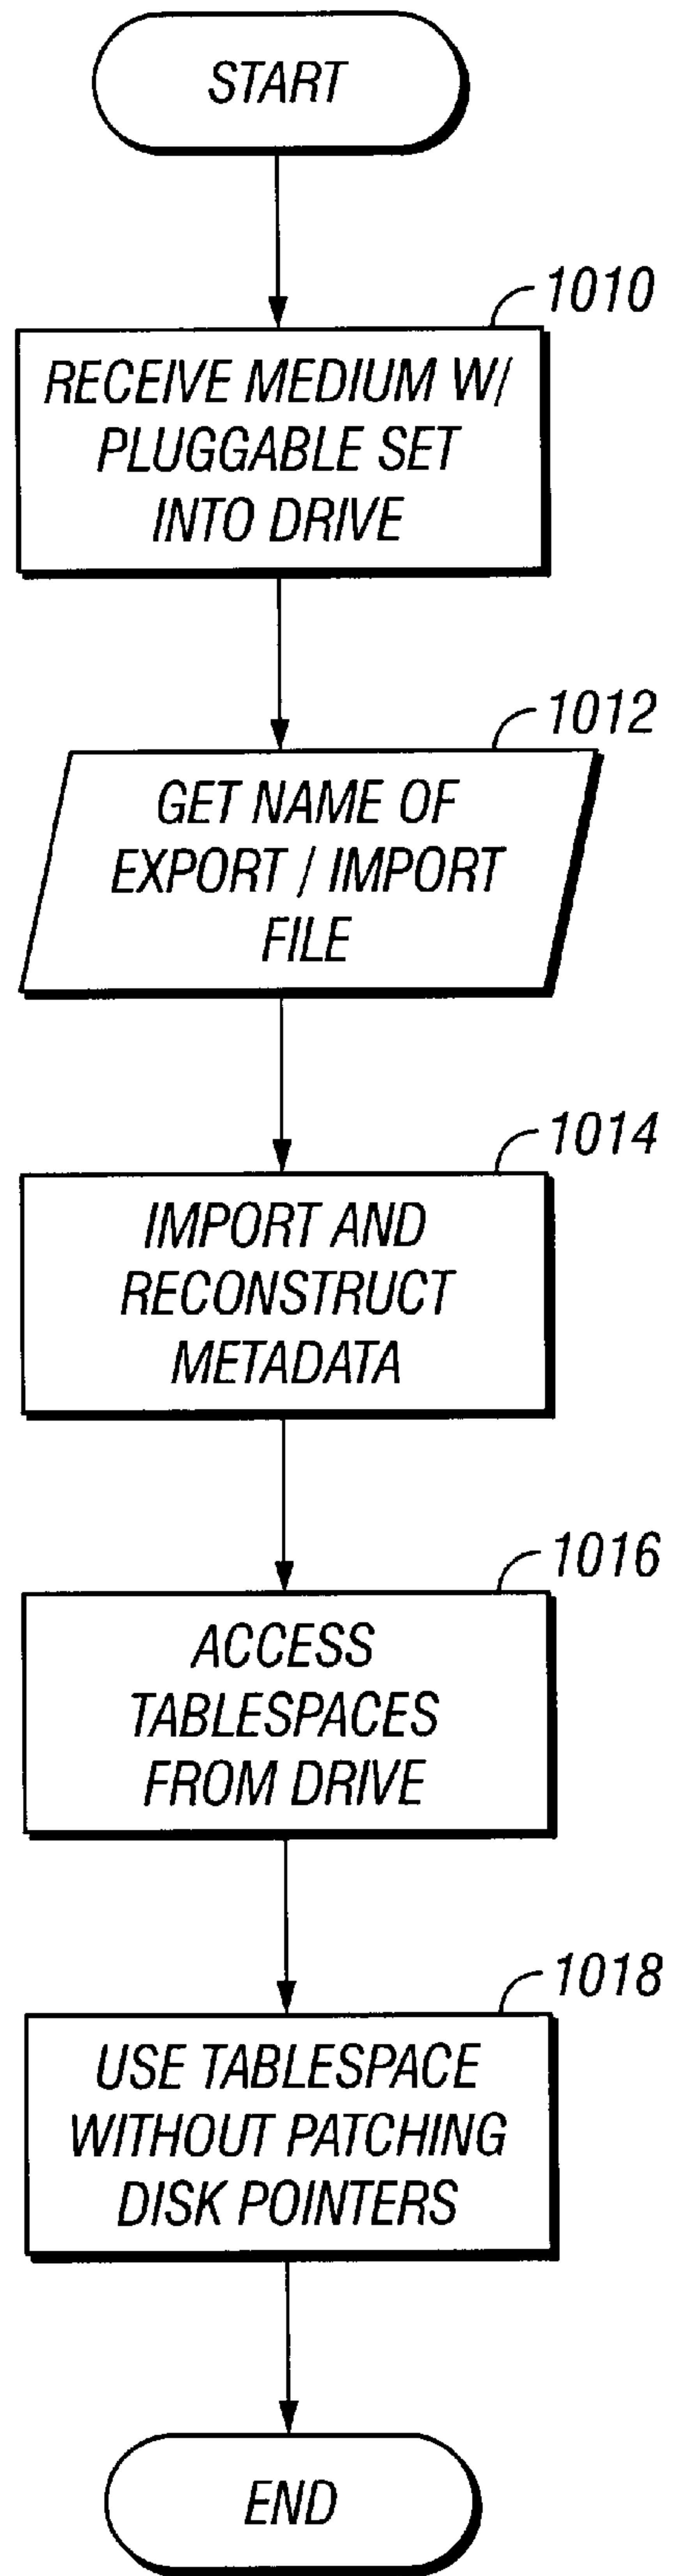 START
1010
RECEIVE MEDIUM W/
PLUGGABLE SET
INTO DRIVE
1012
GET NAME OF
EXPORT / IMPORT
FILE
1014
IMPORT AND
RECONSTRUCT
METADATA
1016
ACCESS
TABLESPACES
FROM DRIVE
1018
USE TABLESPACE
WITHOUT PATCHING
DISK POINTERS
END